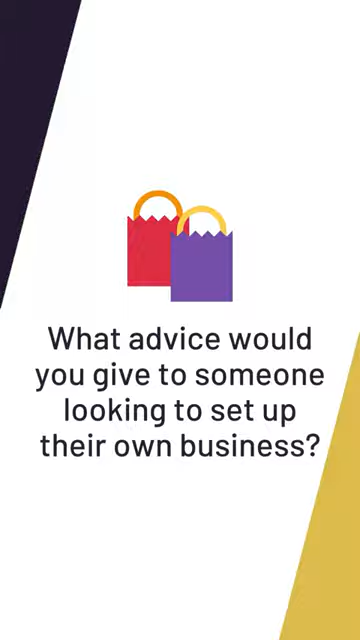 What advice would
you give to someone
looking to set up
their own business?